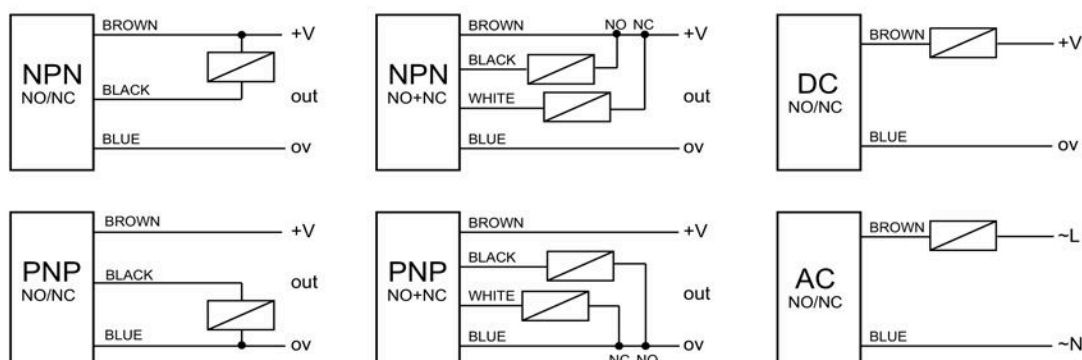 BROWN +V
NPN
NO/NC
BLACK out
BLUE ov
BROWN NO NC +V
NPN
NO+NC
BLACK
WHITE out
BLUE ov
BROWN +V
DC
NO/NC
BLUE ov
BROWN +V
PNP
NO/NC
BLACK out
BLUE ov
BROWN +V
PNP
NO+NC
BLACK
WHITE out
BLUE ov
NC NO
BROWN ~L
AC
NO/NC
BLUE ~N